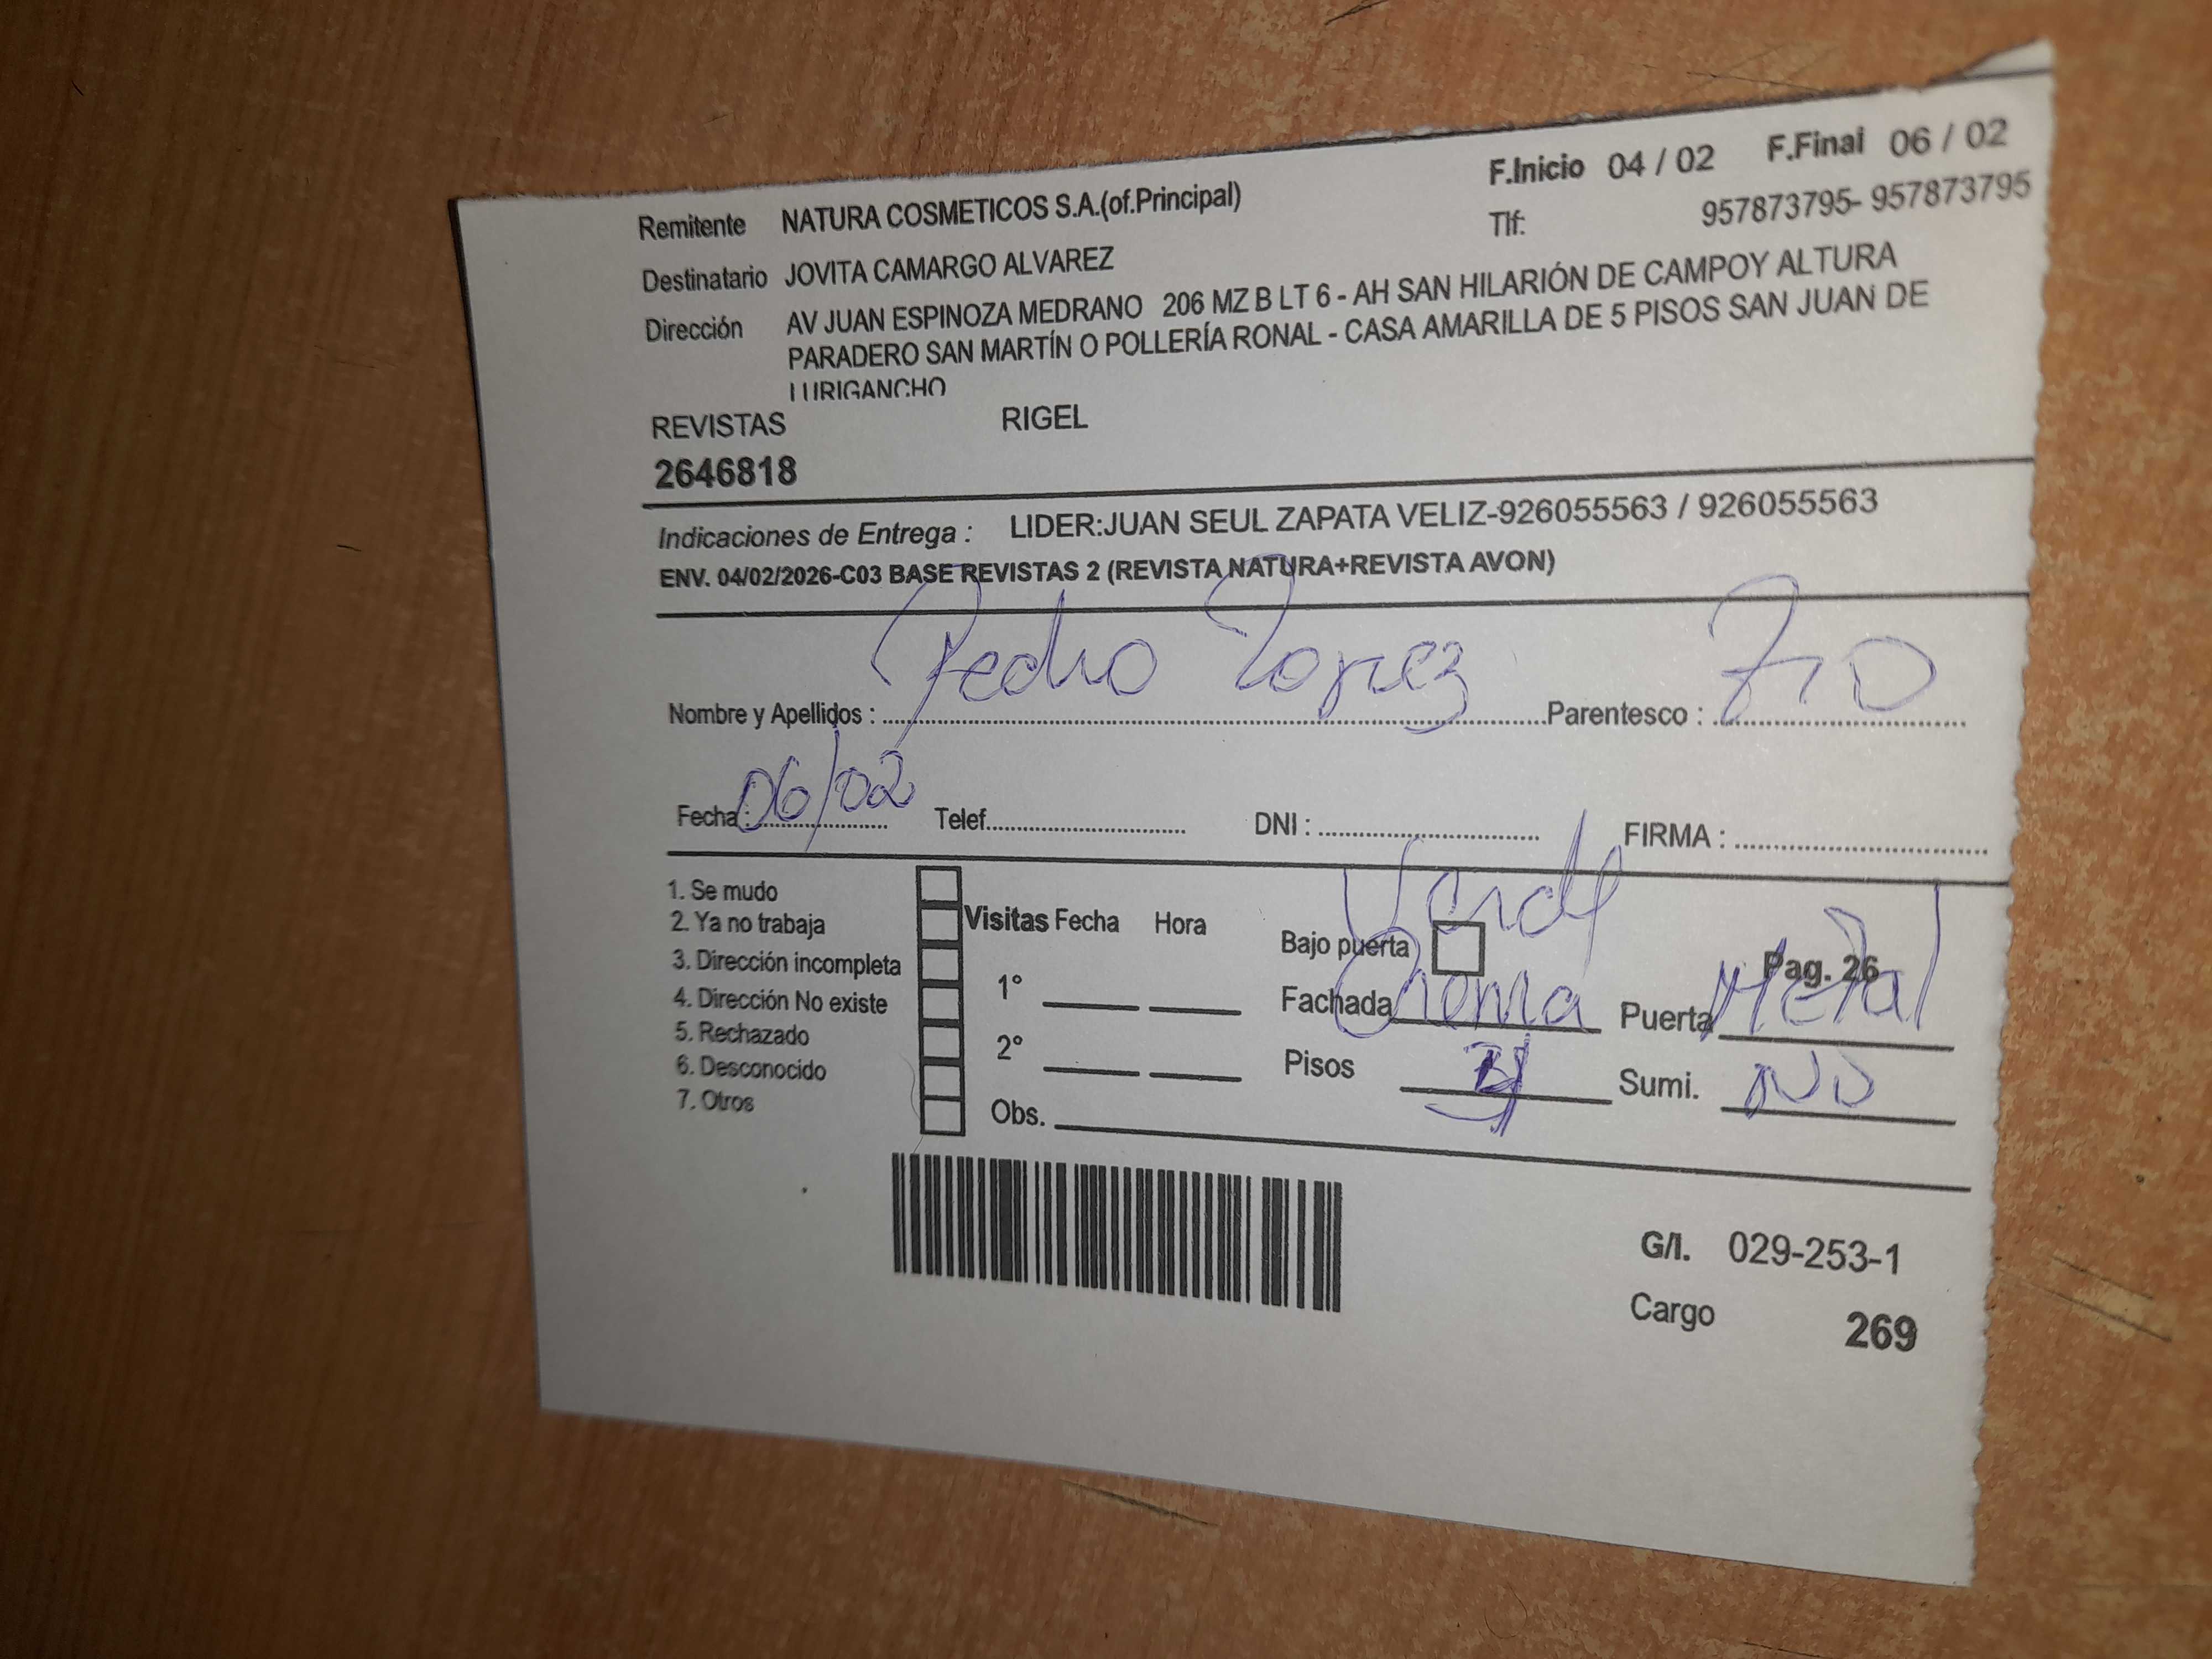 F.Inicio 04 / 02 F.Final 06 / 02
Remitente NATURA COSMETICOS S.A.(of.Principal) Tlf: 957873795- 957873795
Destinatario JOVITA CAMARGO ALVAREZ
Dirección AV JUAN ESPINOZA MEDRANO 206 MZ B LT 6 - AH SAN HILARIÓN DE CAMPOY ALTURA
PARADERO SAN MARTÍN O POLLERÍA RONAL - CASA AMARILLA DE 5 PISOS SAN JUAN DE
LURIGANCHO
REVISTAS RIGEL
2646818
Indicaciones de Entrega : LIDER:JUAN SEUL ZAPATA VELIZ-926055563 / 926055563
ENV. 04/02/2026-C03 BASE REVISTAS 2 (REVISTA NATURA+REVISTA AVON)
Nombre y Apellidos : Pedro Lopez Parentesco : Tio
Fecha : 06/02 Telef. DNI : FIRMA :
1. Se mudo
2. Ya no trabaja
3. Dirección incompleta
4. Dirección No existe
5. Rechazado
6. Desconocido
7. Otros
Visitas Fecha Hora
1°
2°
Obs.
Verde
Bajo puerta Pag. 26
Fachada Crema Puerta Metal
Pisos Sumi. NO
G/I. 029-253-1
Cargo 269